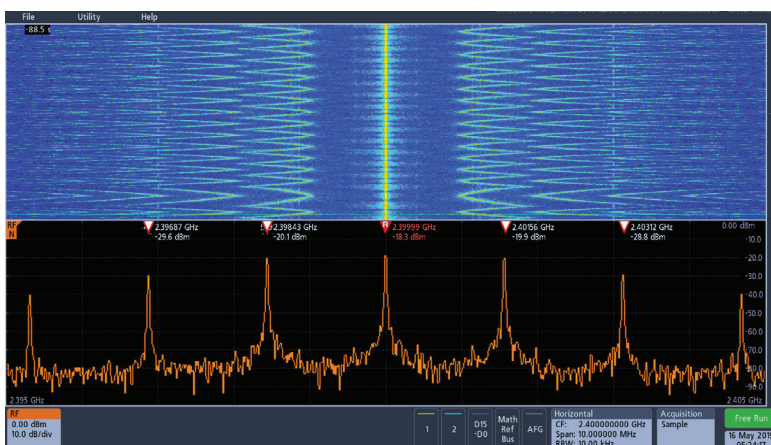 File Utility Help
-88.5 s
RF
N
2.39687 GHz
-29.6 dBm
2.39843 GHz
-20.1 dBm
R
2.39999 GHz
-18.3 dBm
2.40156 GHz
-19.9 dBm
2.40312 GHz
-28.8 dBm
0.00 dBm
-10.0
-20.0
-30.0
-40.0
-50.0
-60.0
-70.0
-80.0
-90.0
2.395 GHz
2.405 GHz
RF
0.00 dBm
10.0 dB/div
1
2
D15
-D0
Math
Ref
Bus
AFG
Horizontal
CF: 2.400000000 GHz
Span: 10.000000 MHz
RBW: 10.00 kHz
Acquisition
Sample
Free Run
16 May 201